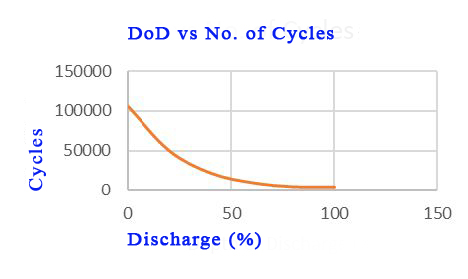 DoD vs No. of Cycles
150000
100000
50000
0
Cycles
0 50 100 150
Discharge (%)